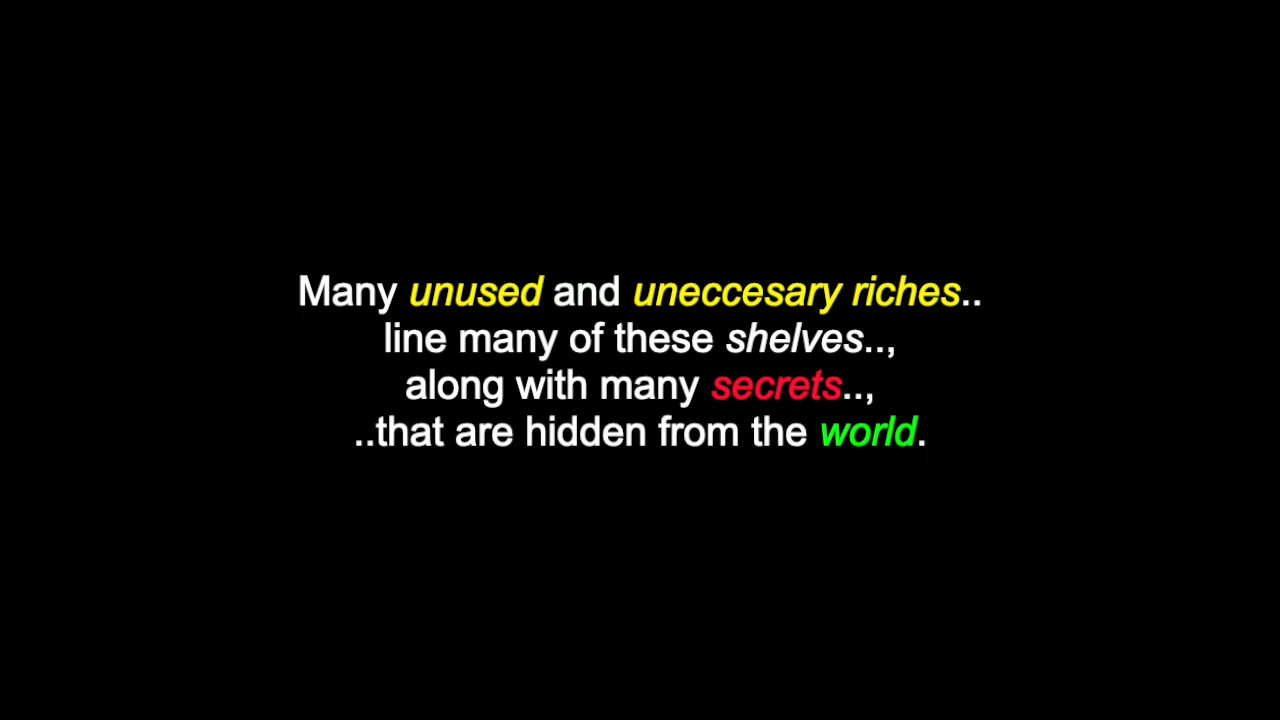 Many unused and uneccesary riches..
line many of these shelves..,
along with many secrets..,
..that are hidden from the world.